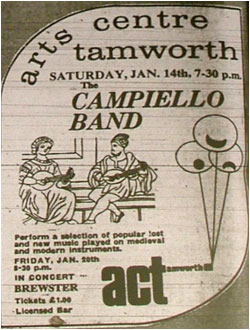 arts centre
tamworth
SATURDAY, JAN. 14th, 7-30 p.m.
The
CAMPIELLO
BAND
Perform a selection of popular lost
and new music played on medieval
and modern instruments.
FRIDAY, JAN. 20th
8-30 p.m.
IN CONCERT
BREWSTER
Tickets £1.00
Licensed Bar
act
tamworth